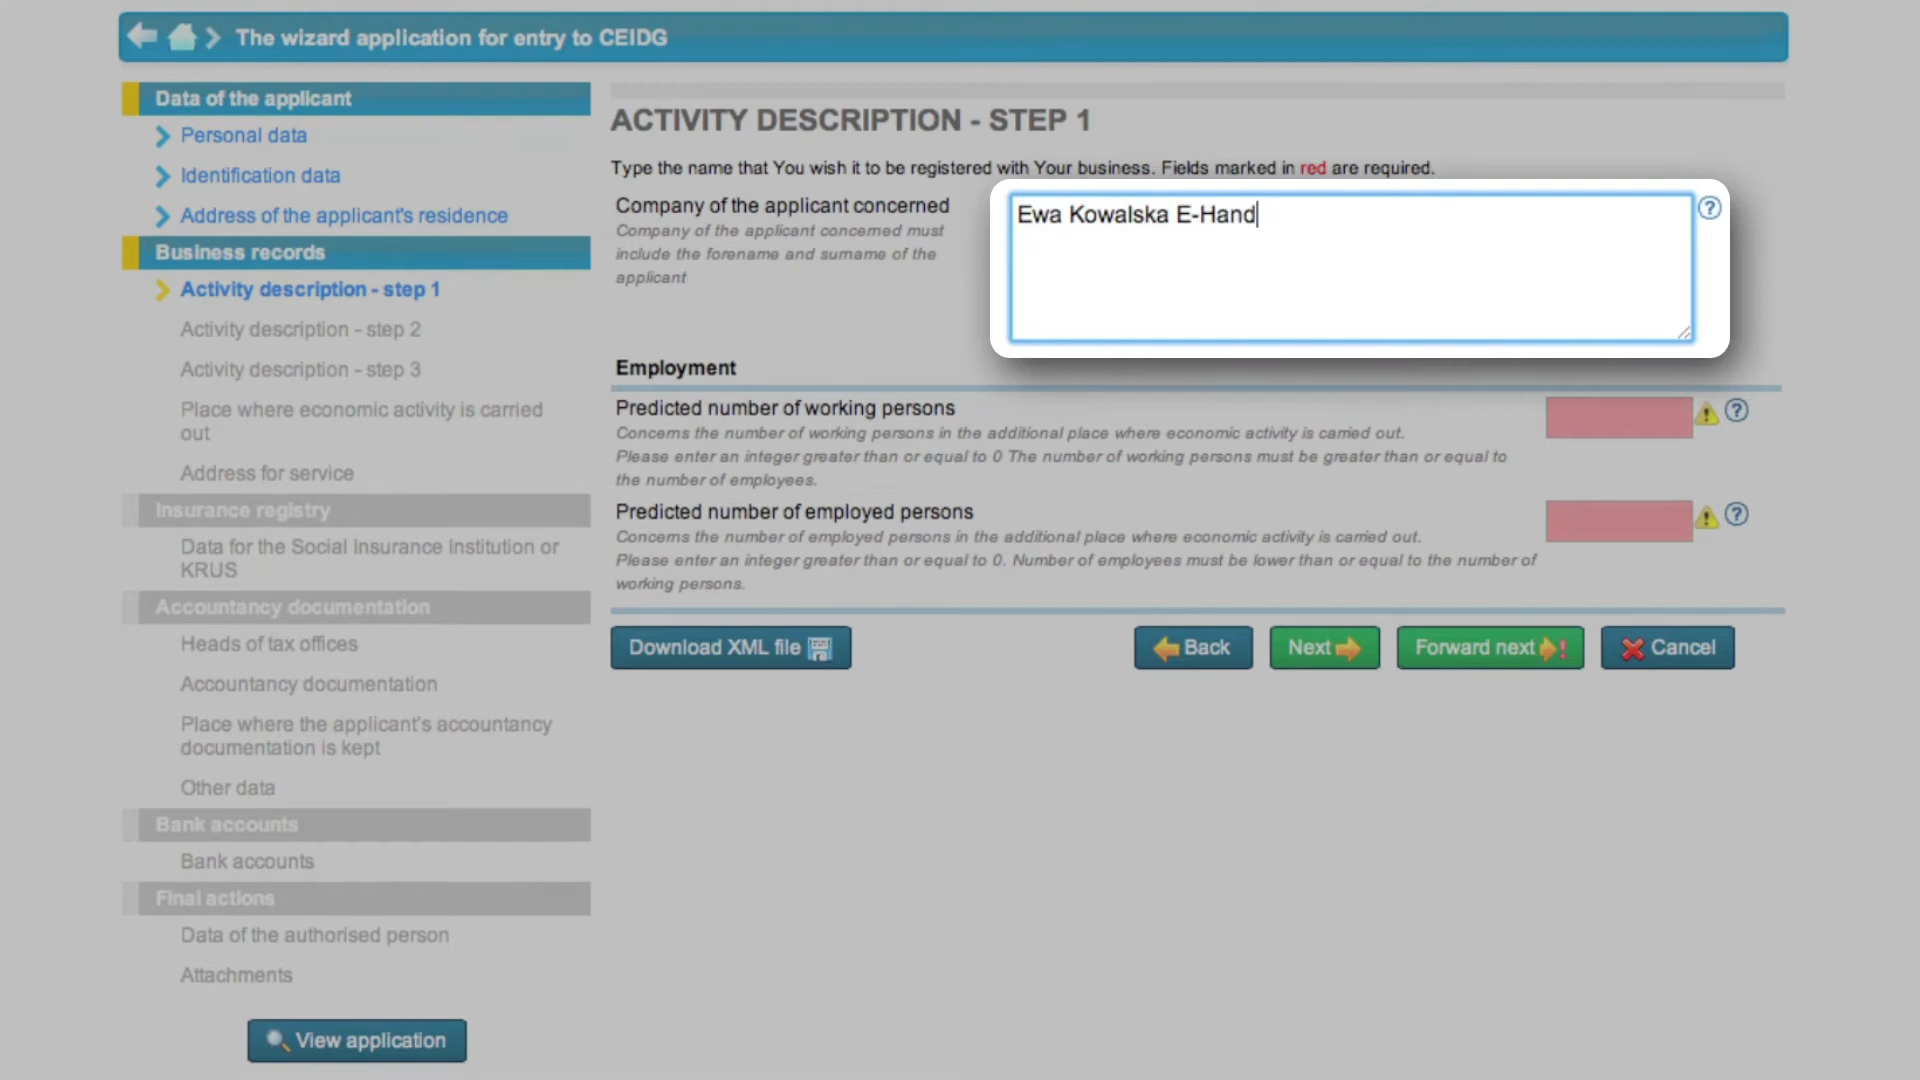 The wizard application for entry to CEIDG
Data of the applicant
Personal data
Identification data
Address of the applicant's residence
Business records
Activity description - step 1
Activity description - step 2
Activity description - step 3
Place where economic activity is carried
out
Address for service
Insurance registry
Data for the Social Insurance Institution or
KRUS
Accountancy documentation
Heads of tax offices
Accountancy documentation
Place where the applicant's accountancy
documentation is kept
Other data
Bank accounts
Bank accounts
Final actions
Data of the authorised person
Attachments
View application
ACTIVITY DESCRIPTION - STEP 1
Type the name that You wish it to be registered with Your business. Fields marked in red are required.
Company of the applicant concerned
Company of the applicant concerned must
include the forename and surname of the
applicant
Ewa Kowalska E-Hand
Employment
Predicted number of working persons
Concerns the number of working persons in the additional place where economic activity is carried out.
Please enter an integer greater than or equal to 0 The number of working persons must be greater than or equal to
the number of employees.
Predicted number of employed persons
Concerns the number of employed persons in the additional place where economic activity is carried out.
Please enter an integer greater than or equal to 0. Number of employees must be lower than or equal to the number of
working persons.
Download XML file
Back
Next
Forward next
Cancel